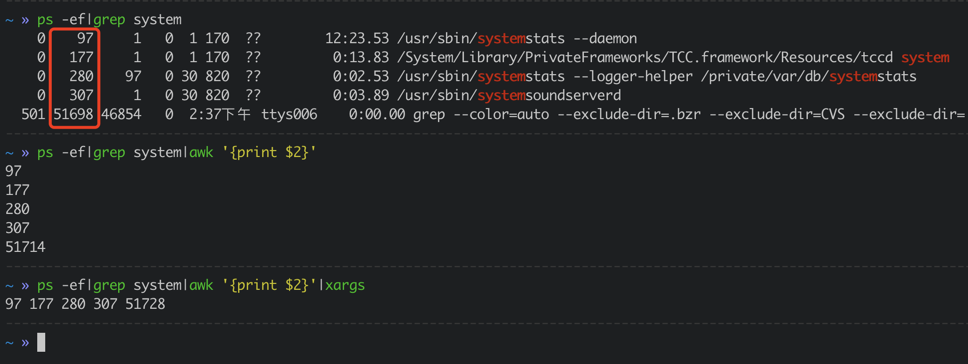 ~ » ps -ef|grep system
0 97 1 0 1 170 ?? 12:23.53 /usr/sbin/systemstats --daemon
0 177 1 0 1 170 ?? 0:13.83 /System/Library/PrivateFrameworks/TCC.framework/Resources/tccd system
0 280 97 0 30 820 ?? 0:02.53 /usr/sbin/systemstats --logger-helper /private/var/db/systemstats
0 307 1 0 30 820 ?? 0:03.89 /usr/sbin/systemsoundserverd
501 51698 46854 0 2:37下午 ttys006 0:00.00 grep --color=auto --exclude-dir=.bzr --exclude-dir=CVS --exclude-dir=
~ » ps -ef|grep system|awk '{print $2}'
97
177
280
307
51714
~ » ps -ef|grep system|awk '{print $2}'|xargs
97 177 280 307 51728
~ »